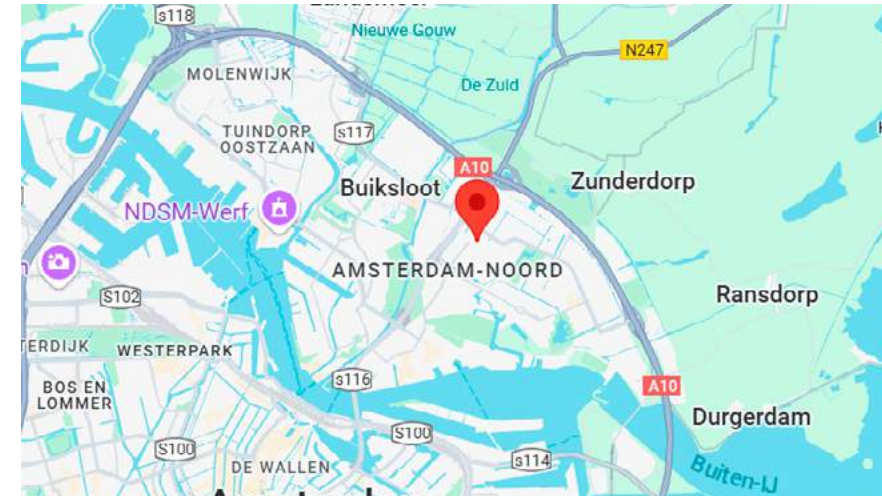 s118
Nieuwe Gouw
N247
MOLENWIJK
De Zuid
TUINDORP
OOSTZAAN
s117
A10
Buiksloot
Zunderdorp
NDSM-Werf
AMSTERDAM-NOORD
S102
Ransdorp
TERDIJK
WESTERPARK
s116
BOS EN
LOMMER
A10
Durgerdam
S100
S100
s114
DE WALLEN
Buiten-IJ